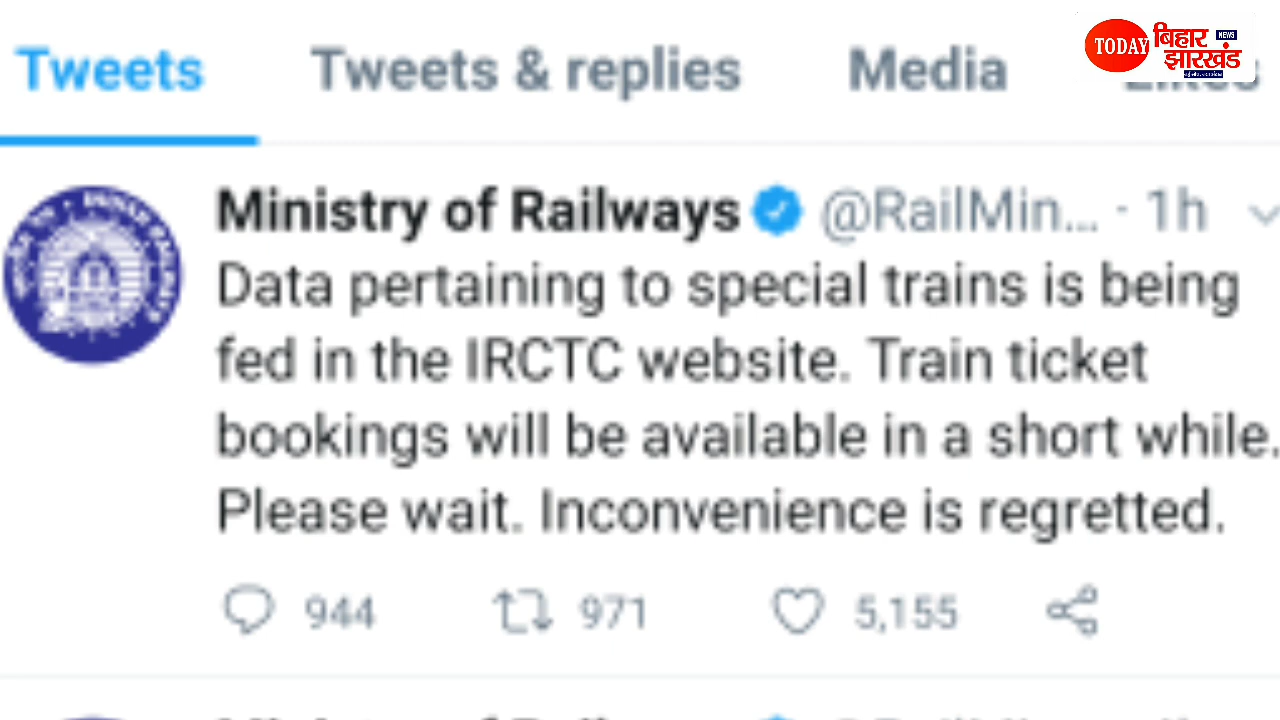 TODAY बिहार NEWS
झारखंड
Tweets Tweets & replies Media Likes
Ministry of Railways @RailMin... · 1h
Data pertaining to special trains is being
fed in the IRCTC website. Train ticket
bookings will be available in a short while.
Please wait. Inconvenience is regretted.
944 971 5,155